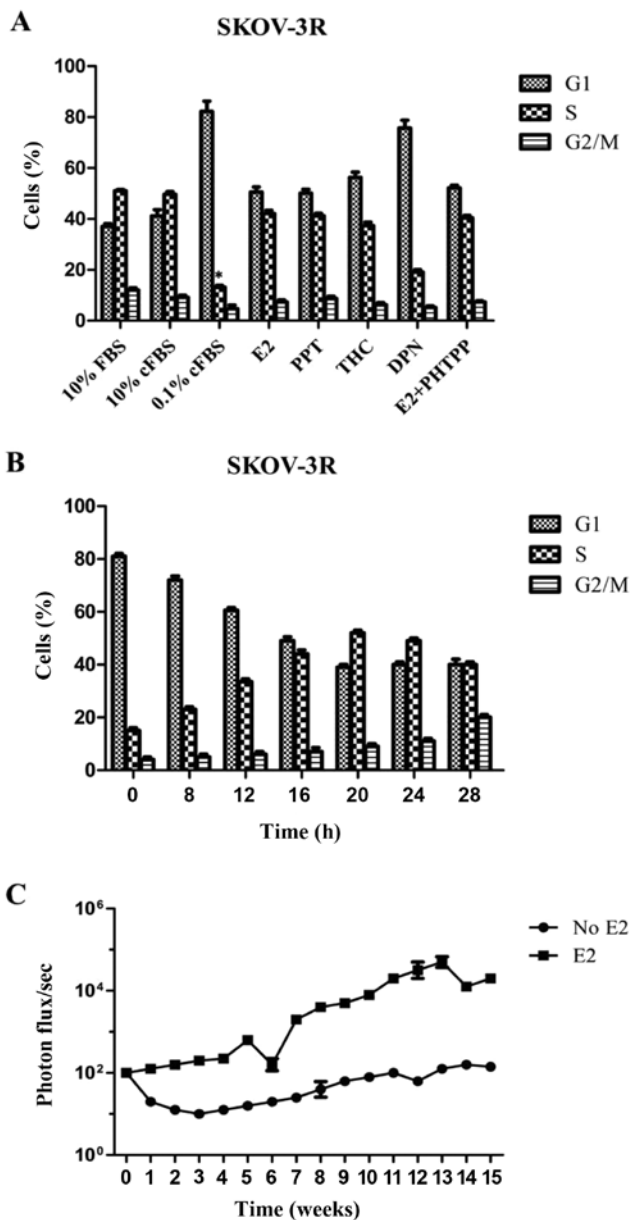 A
SKOV-3R
G1
S
G2/M
Cells (%)
100
80
60
40
20
0
*
10% FBS
10% cFBS
0.1% cFBS
E2
PPT
THC
DPN
E2+PHTPP
B
SKOV-3R
G1
S
G2/M
Cells (%)
100
80
60
40
20
0
0 8 12 16 20 24 28
Time (h)
C
No E2
E2
Photon flux/sec
10⁶
10⁴
10²
10⁰
0 1 2 3 4 5 6 7 8 9 10 11 12 13 14 15
Time (weeks)